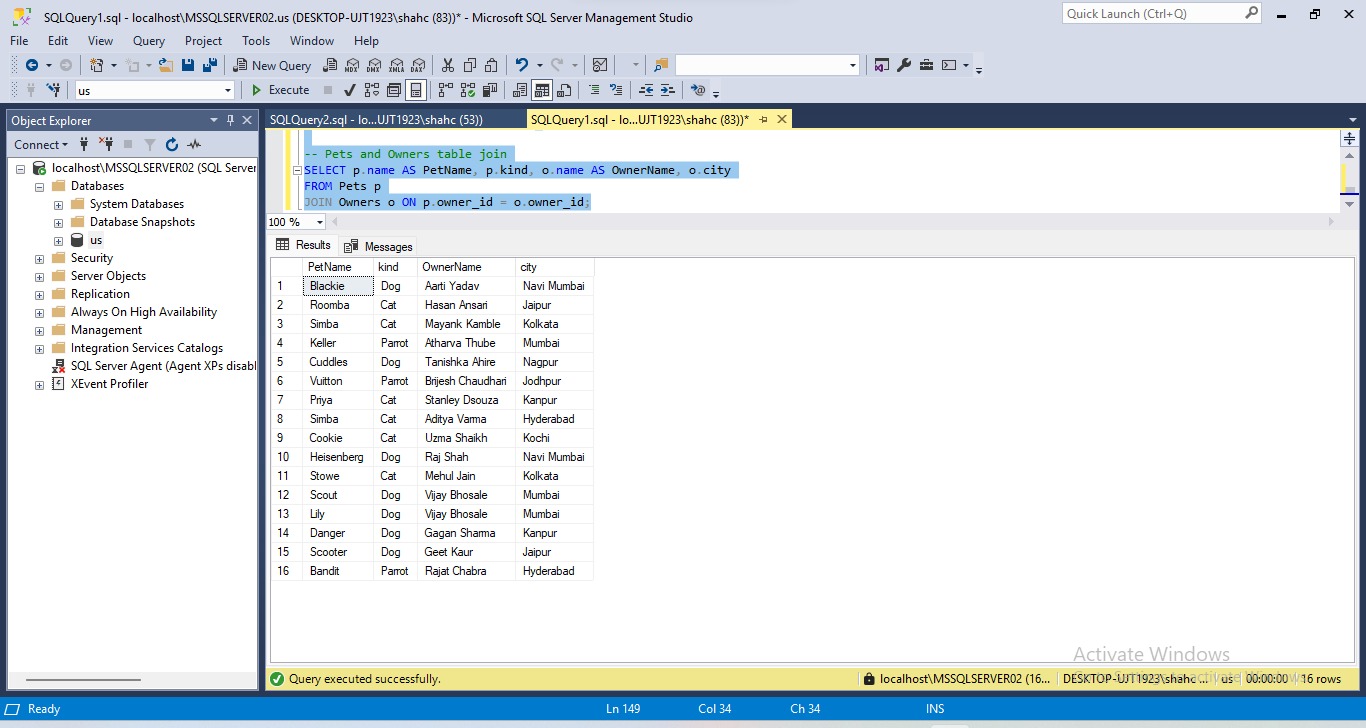 SQLQuery1.sql - localhost\MSSQLSERVER02.us (DESKTOP-UJT1923\shahc (83))* - Microsoft SQL Server Management Studio
Quick Launch (Ctrl+Q)
File Edit View Query Project Tools Window Help
New Query MDX DMX XMLA DAX
us Execute
Object Explorer
SQLQuery2.sql - lo...UJT1923\shahc (53)) SQLQuery1.sql - lo...UJT1923\shahc (83))*
Connect
localhost\MSSQLSERVER02 (SQL Serve
Databases
System Databases
Database Snapshots
us
Security
Server Objects
Replication
Always On High Availability
Management
Integration Services Catalogs
SQL Server Agent (Agent XPs disabl
XEvent Profiler
-- Pets and Owners table join
SELECT p.name AS PetName, p.kind, o.name AS OwnerName, o.city
FROM Pets p
JOIN Owners o ON p.owner_id = o.owner_id;
100 %
Results Messages
PetName kind OwnerName city
1 Blackie Dog Aarti Yadav Navi Mumbai
2 Roomba Cat Hasan Ansari Jaipur
3 Simba Cat Mayank Kamble Kolkata
4 Keller Parrot Atharva Thube Mumbai
5 Cuddles Dog Tanishka Ahire Nagpur
6 Vuitton Parrot Brijesh Chaudhari Jodhpur
7 Priya Cat Stanley Dsouza Kanpur
8 Simba Cat Aditya Varma Hyderabad
9 Cookie Cat Uzma Shaikh Kochi
10 Heisenberg Dog Raj Shah Navi Mumbai
11 Stowe Cat Mehul Jain Kolkata
12 Scout Dog Vijay Bhosale Mumbai
13 Lily Dog Vijay Bhosale Mumbai
14 Danger Dog Gagan Sharma Kanpur
15 Scooter Dog Geet Kaur Jaipur
16 Bandit Parrot Rajat Chabra Hyderabad
Activate Windows
Query executed successfully. localhost\MSSQLSERVER02 (16... DESKTOP-UJT1923\shahc ... us 00:00:00 16 rows
Ready Ln 149 Col 34 Ch 34 INS